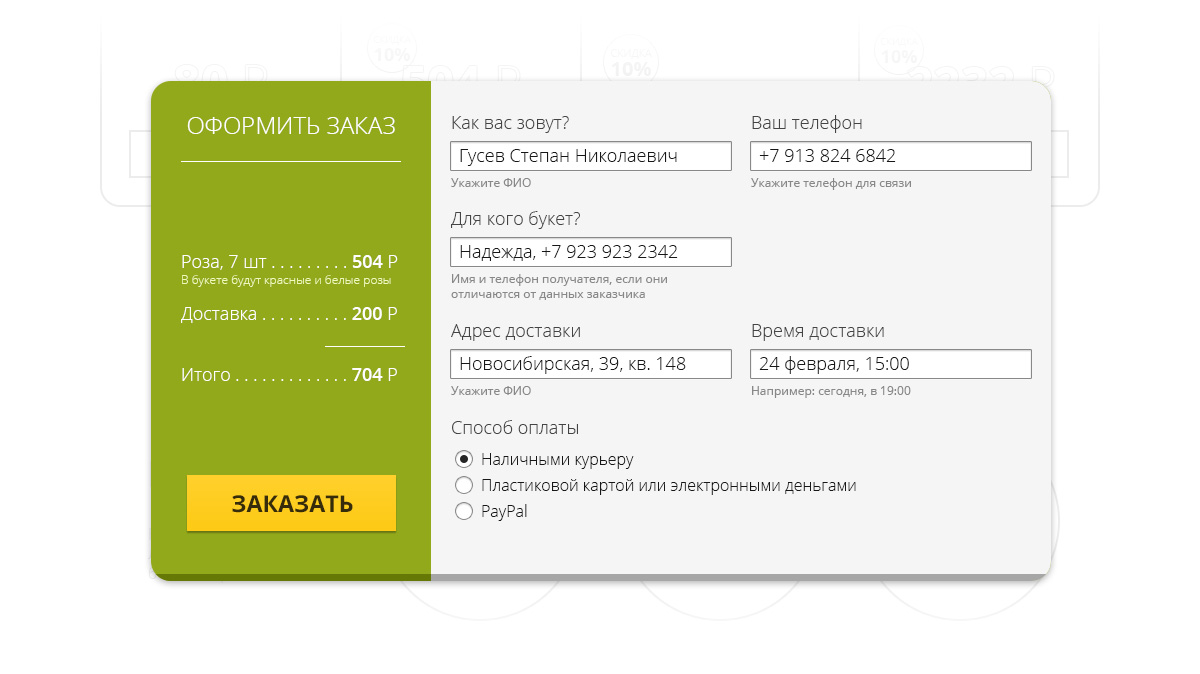 10%
10%
10%
ОФОРМИТЬ ЗАКАЗ
Роза, 7 шт . . . . . . . . . 504 Р
В букете будут красные и белые розы
Доставка . . . . . . . . . . 200 Р
Итого . . . . . . . . . . . . . 704 Р
ЗАКАЗАТЬ
Как вас зовут?
Гусев Степан Николаевич
Укажите ФИО
Ваш телефон
+7 913 824 6842
Укажите телефон для связи
Для кого букет?
Надежда, +7 923 923 2342
Имя и телефон получателя, если они
отличаются от данных заказчика
Адрес доставки
Новосибирская, 39, кв. 148
Укажите ФИО
Время доставки
24 февраля, 15:00
Например: сегодня, в 19:00
Способ оплаты
Наличными курьеру
Пластиковой картой или электронными деньгами
PayPal